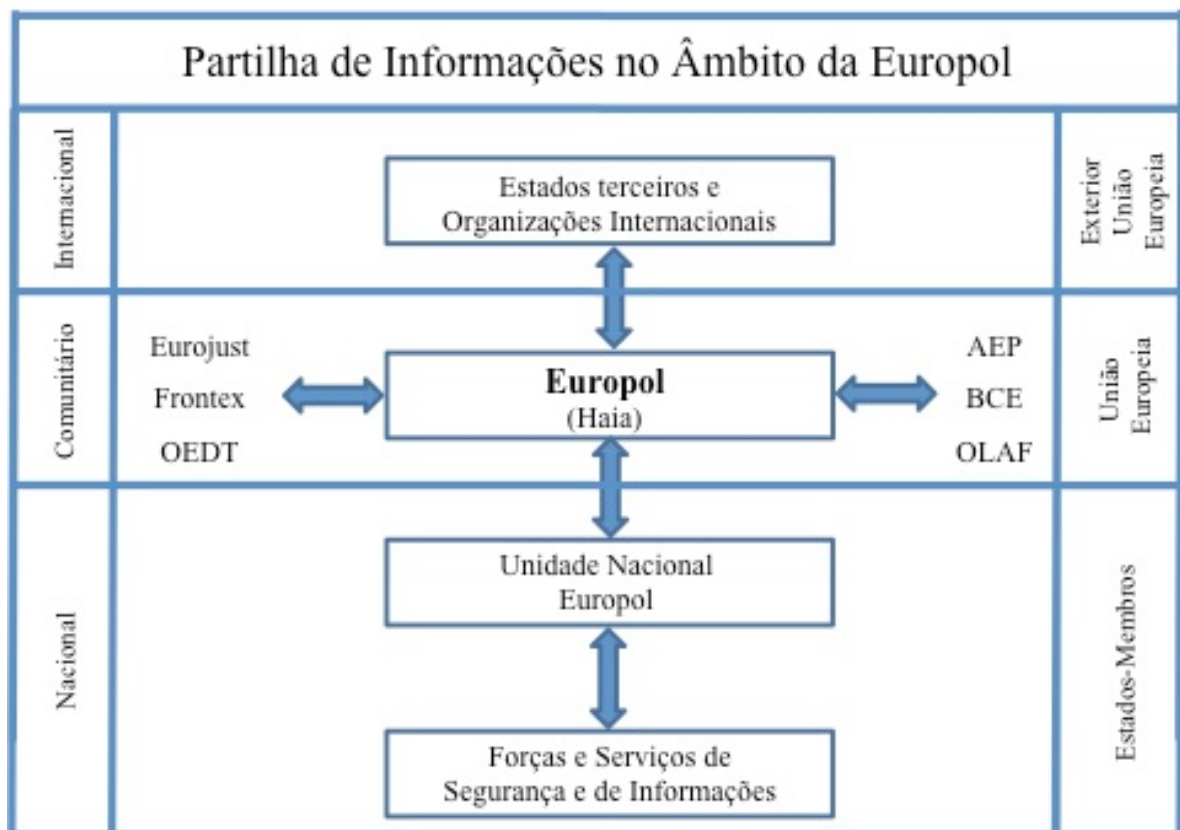 Partilha de Informações no Âmbito da Europol
Internacional
Estados terceiros e
Organizações Internacionais
Exterior
União
Europeia
Comunitário
Eurojust
Frontex
OEDT
Europol
(Haia)
AEP
BCE
OLAF
União
Europeia
Nacional
Unidade Nacional
Europol
Forças e Serviços de
Segurança e de Informações
Estados-Membros